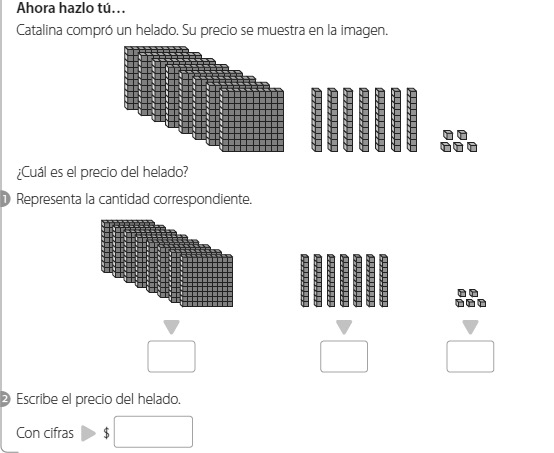 Ahora hazlo tú...
Catalina compró un helado. Su precio se muestra en la imagen.
¿Cuál es el precio del helado?
1 Representa la cantidad correspondiente.
2 Escribe el precio del helado.
Con cifras $